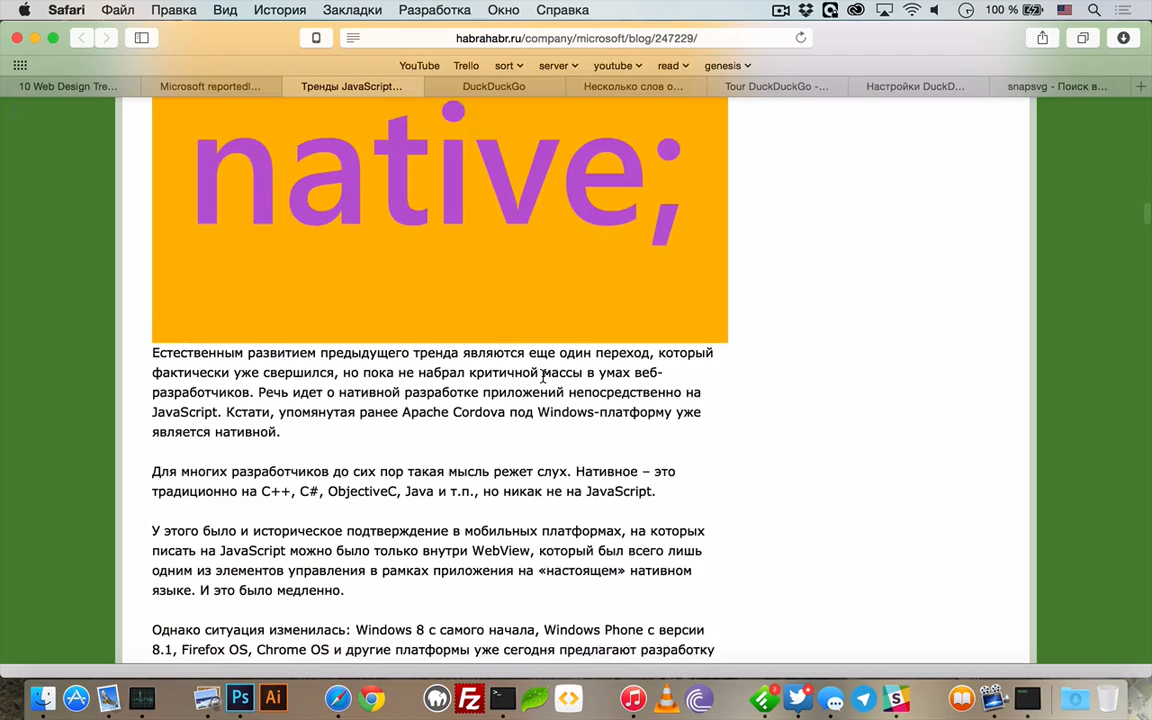 Safari Файл Правка Вид История Закладки Разработка Окно Справка 100 %
habrahabr.ru/company/microsoft/blog/247229/
YouTube Trello sort server youtube read genesis
10 Web Design Tre... Microsoft reportedl... Тренды JavaScript... DuckDuckGo Несколько слов о... Tour DuckDuckGo -... Настройки DuckD... snapsvg - Поиск в...
native;
Естественным развитием предыдущего тренда являются еще один переход, который
фактически уже свершился, но пока не набрал критичной массы в умах веб-
разработчиков. Речь идет о нативной разработке приложений непосредственно на
JavaScript. Кстати, упомянутая ранее Apache Cordova под Windows-платформу уже
является нативной.
Для многих разработчиков до сих пор такая мысль режет слух. Нативное – это
традиционно на C++, C#, ObjectiveC, Java и т.п., но никак не на JavaScript.
У этого было и историческое подтверждение в мобильных платформах, на которых
писать на JavaScript можно было только внутри WebView, который был всего лишь
одним из элементов управления в рамках приложения на «настоящем» нативном
языке. И это было медленно.
Однако ситуация изменилась: Windows 8 с самого начала, Windows Phone с версии
8.1, Firefox OS, Chrome OS и другие платформы уже сегодня предлагают разработку
Ps Ai Fz 2